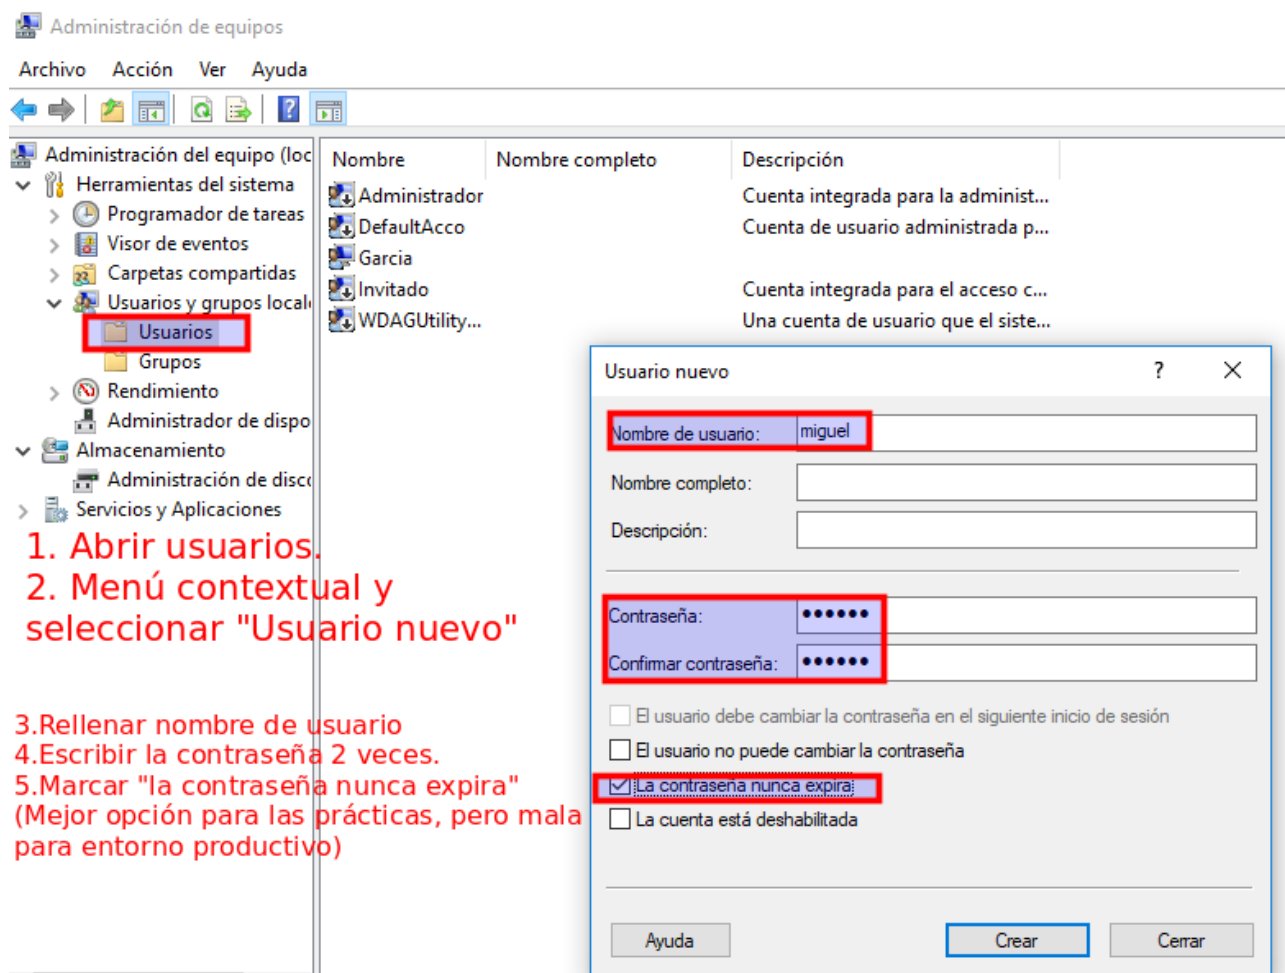 Administración de equipos
Archivo Acción Ver Ayuda
Administración del equipo (loc
Herramientas del sistema
Programador de tareas
Visor de eventos
Carpetas compartidas
Usuarios y grupos local
Usuarios
Grupos
Rendimiento
Administrador de dispo
Almacenamiento
Administración de disco
Servicios y Aplicaciones
Nombre Nombre completo Descripción
Administrador Cuenta integrada para la administ...
DefaultAcco Cuenta de usuario administrada p...
Garcia
Invitado Cuenta integrada para el acceso c...
WDAGUtility... Una cuenta de usuario que el siste...
1. Abrir usuarios.
2. Menú contextual y
seleccionar "Usuario nuevo"
3.Rellenar nombre de usuario
4.Escribir la contraseña 2 veces.
5.Marcar "la contraseña nunca expira"
(Mejor opción para las prácticas, pero mala
para entorno productivo)
Usuario nuevo ? X
Nombre de usuario: miguel
Nombre completo:
Descripción:
Contraseña: ••••••
Confirmar contraseña: ••••••
El usuario debe cambiar la contraseña en el siguiente inicio de sesión
El usuario no puede cambiar la contraseña
La contraseña nunca expira
La cuenta está deshabilitada
Ayuda Crear Cerrar